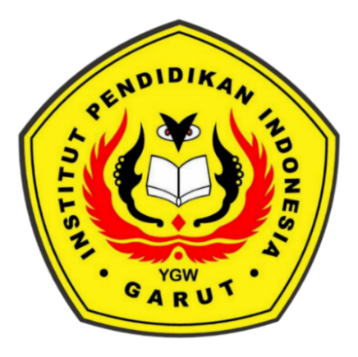 INSTITUT PENDIDIKAN INDONESIA
YGW
• GARUT •